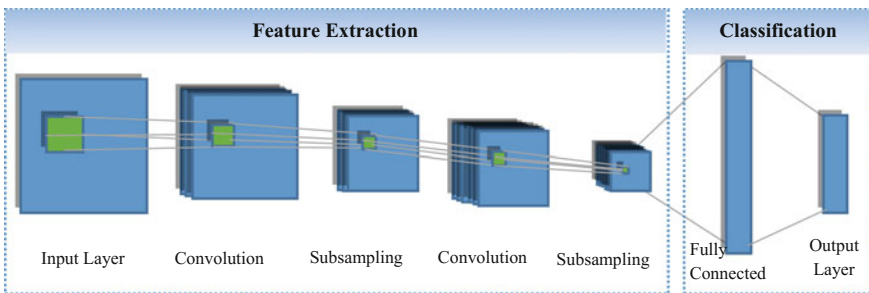 Feature Extraction
Classification
Input Layer
Convolution
Subsampling
Convolution
Subsampling
Fully
Connected
Output
Layer